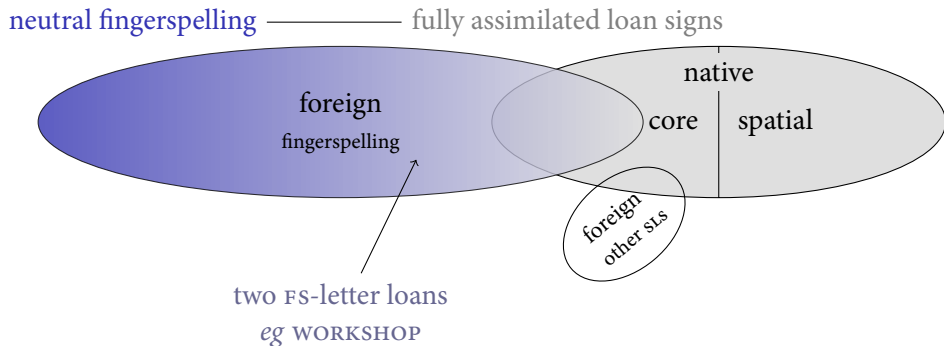 neutral fingerspelling fully assimilated loan signs
native
foreign
core spatial
fingerspelling
foreign
other SLs
two FS-letter loans
eg WORKSHOP